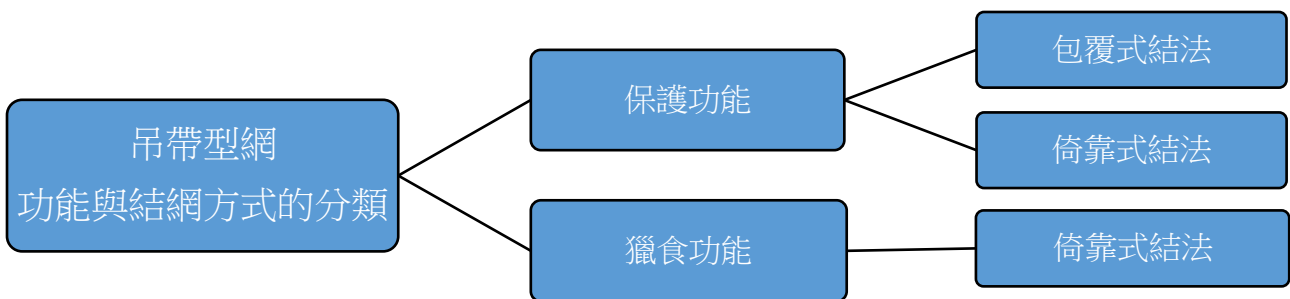 吊帶型網
功能與結網方式的分類
保護功能
包覆式結法
倚靠式結法
獵食功能
倚靠式結法